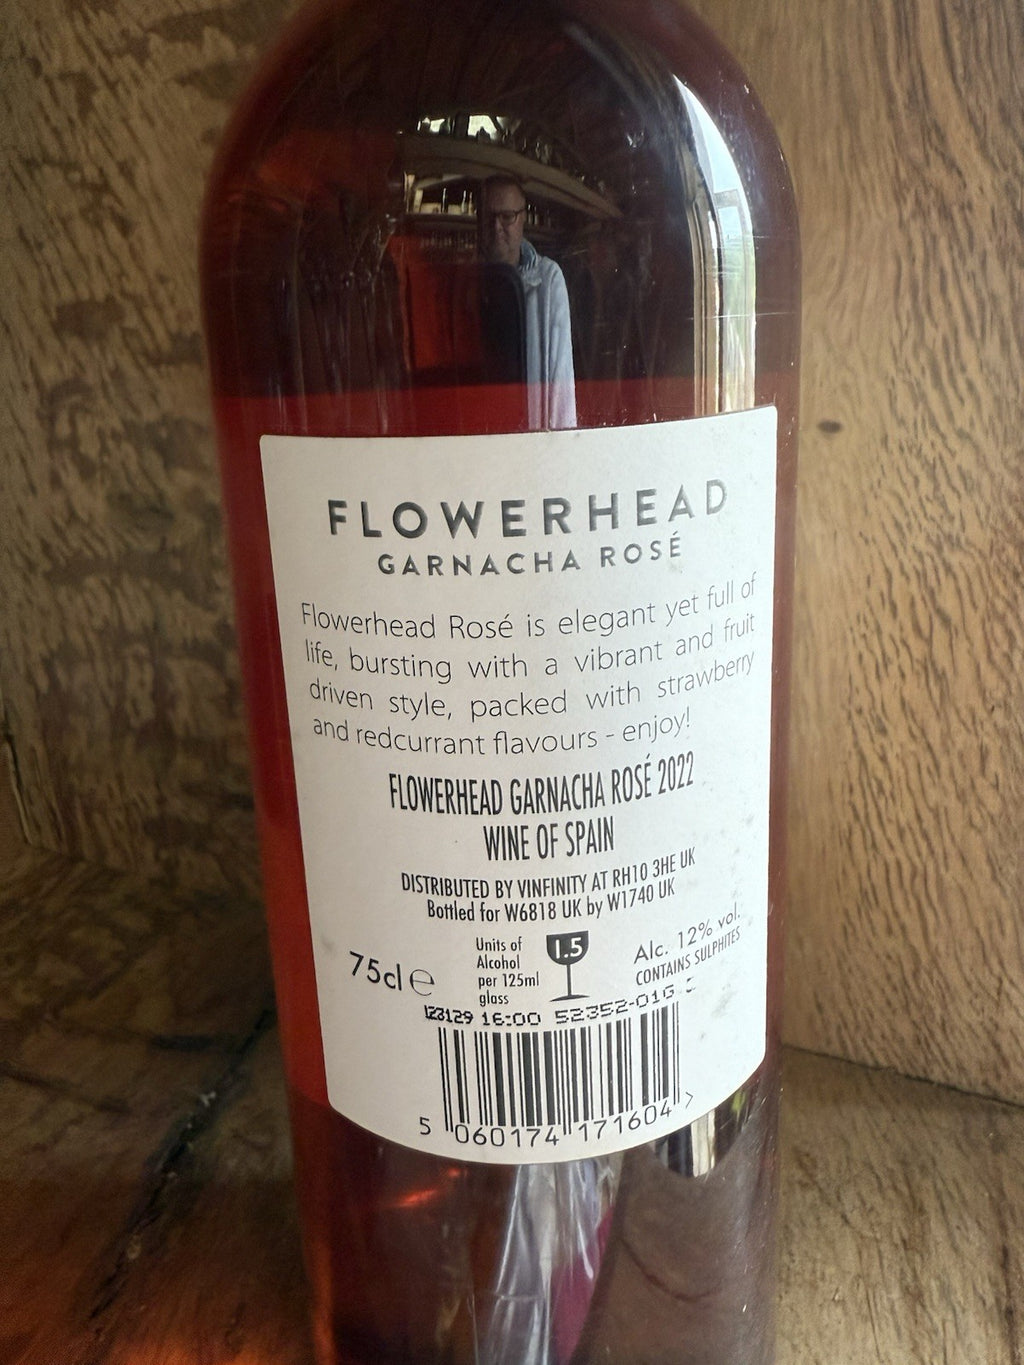 FLOWERHEAD
GARNACHA ROSÉ
Flowerhead Rosé is elegant yet full of
life, bursting with a vibrant and fruit
driven style, packed with strawberry
and redcurrant flavours - enjoy!
FLOWERHEAD GARNACHA ROSÉ 2022
WINE OF SPAIN
DISTRIBUTED BY VINFINITY AT RH10 3HE UK
Bottled for W6818 UK by W1740 UK
75cl ℮
Units of
Alcohol
per 125ml
glass
1.5
Alc. 12% vol.
CONTAINS SULPHITES
16:00 52352-01G
5 060174 171604 >